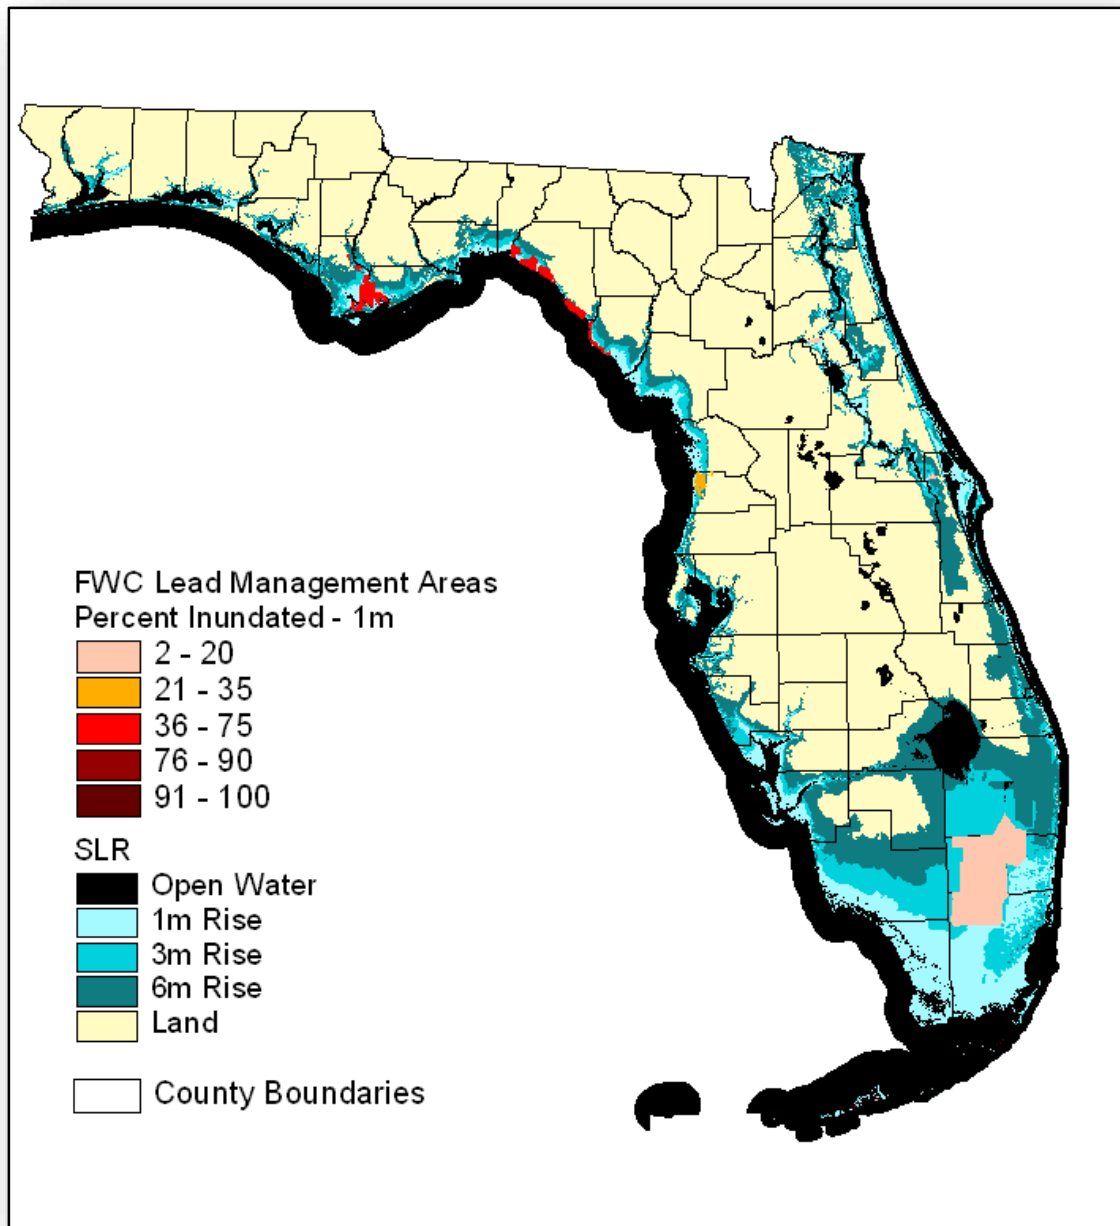 FWC Lead Management Areas
Percent Inundated - 1m
2 - 20
21 - 35
36 - 75
76 - 90
91 - 100
SLR
Open Water
1m Rise
3m Rise
6m Rise
Land
County Boundaries